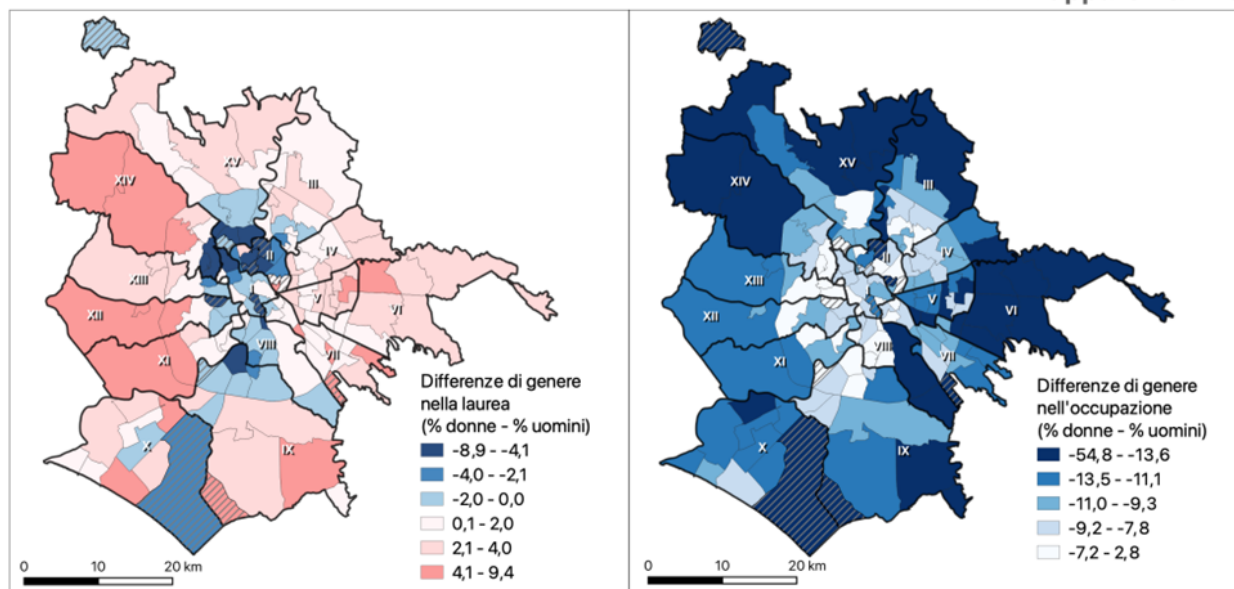 XV
XIV
III
II
IV
XIII
V
XII
VI
XI
VIII
VII
X
IX
Differenze di genere
nella laurea
(% donne - % uomini)
-8,9 - -4,1
-4,0 - -2,1
-2,0 - 0,0
0,1 - 2,0
2,1 - 4,0
4,1 - 9,4
0 10 20 km
XV
XIV
III
II
IV
XIII
V
XII
VI
XI
VIII
VII
X
IX
Differenze di genere
nell'occupazione
(% donne - % uomini)
-54,8 - -13,6
-13,5 - -11,1
-11,0 - -9,3
-9,2 - -7,8
-7,2 - 2,8
0 10 20 km